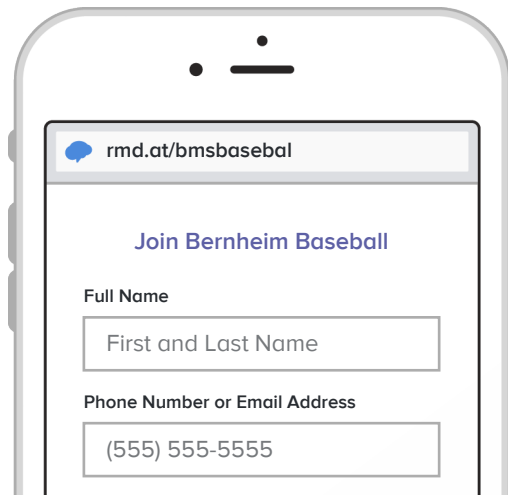 rmd.at/bmsbasebal
Join Bernheim Baseball
Full Name
First and Last Name
Phone Number or Email Address
(555) 555-5555